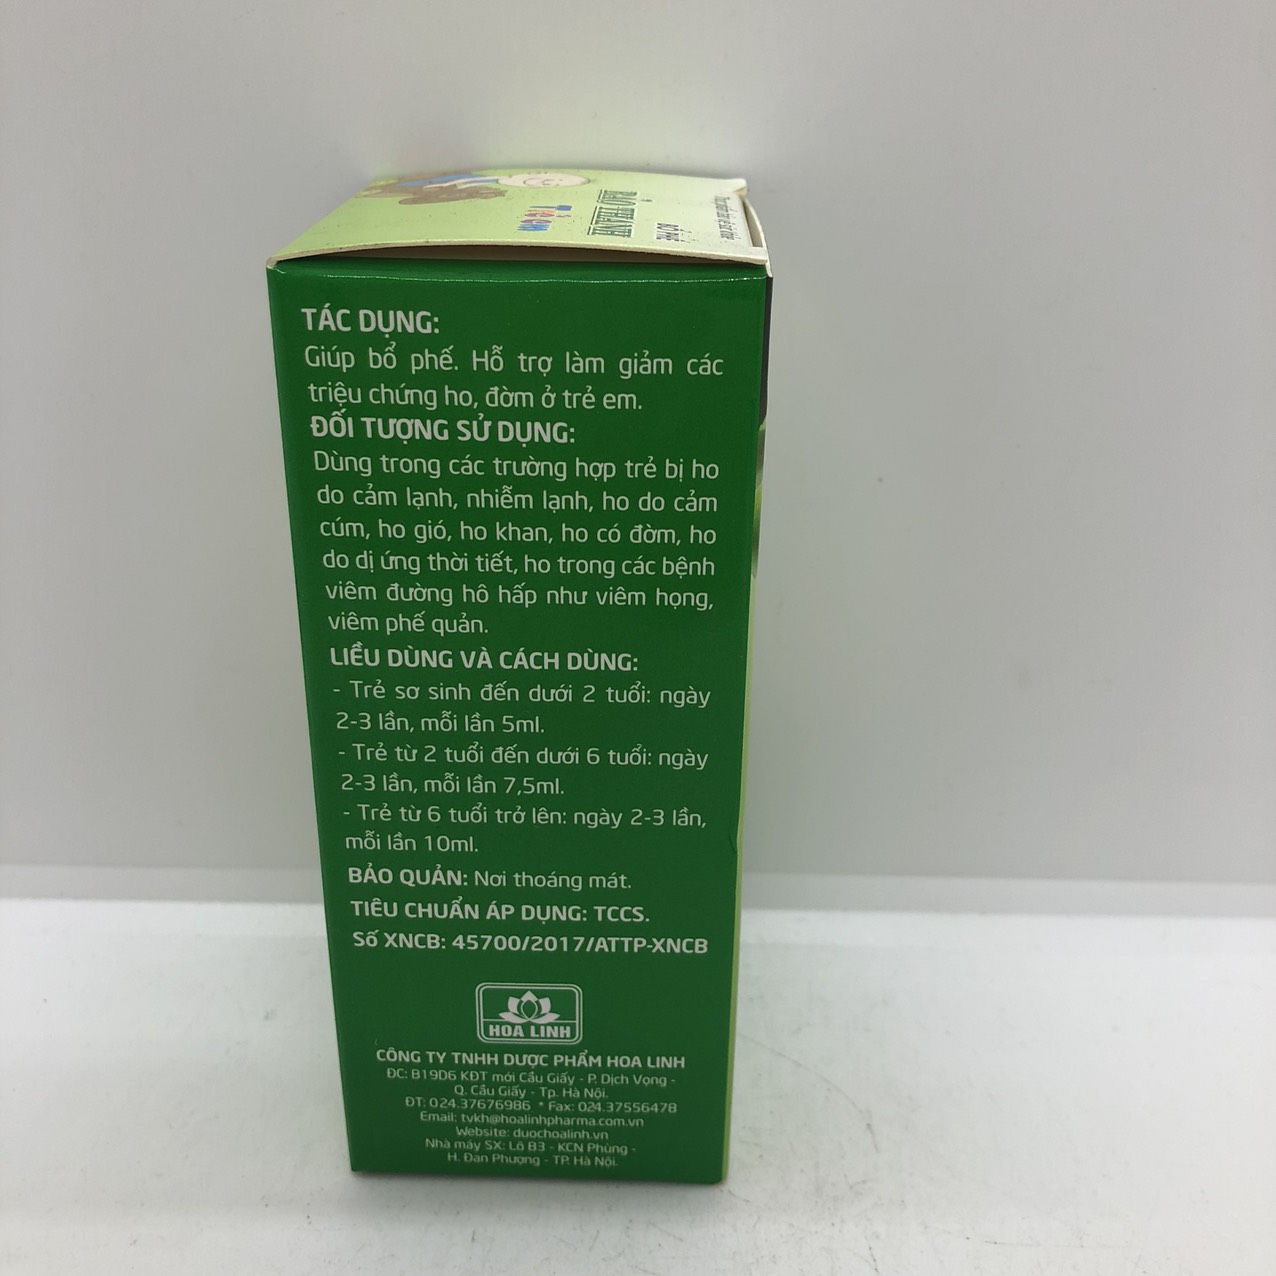 BẢO THANH
Bổ phế
TÁC DỤNG:
Giúp bổ phế. Hỗ trợ làm giảm các
triệu chứng ho, đờm ở trẻ em.
ĐỐI TƯỢNG SỬ DỤNG:
Dùng trong các trường hợp trẻ bị ho
do cảm lạnh, nhiễm lạnh, ho do cảm
cúm, ho gió, ho khan, ho có đờm, ho
do dị ứng thời tiết, ho trong các bệnh
viêm đường hô hấp như viêm họng,
viêm phế quản.
LIỀU DÙNG VÀ CÁCH DÙNG:
- Trẻ sơ sinh đến dưới 2 tuổi: ngày
2-3 lần, mỗi lần 5ml.
- Trẻ từ 2 tuổi đến dưới 6 tuổi: ngày
2-3 lần, mỗi lần 7,5ml.
- Trẻ từ 6 tuổi trở lên: ngày 2-3 lần,
mỗi lần 10ml.
BẢO QUẢN: Nơi thoáng mát.
TIÊU CHUẨN ÁP DỤNG: TCCS.
Số XNCB: 45700/2017/ATTP-XNCB
HOA LINH
CÔNG TY TNHH DƯỢC PHẨM HOA LINH
ĐC: B19D6 KĐT mới Cầu Giấy - P. Dịch Vọng -
Q. Cầu Giấy - Tp. Hà Nội.
ĐT: 024.37676986 * Fax: 024.37556478
Email: tvkh@hoalinhpharma.com.vn
Website: duochoalinh.vn
Nhà máy SX: Lô B3 - KCN Phùng -
H. Đan Phượng - TP. Hà Nội.